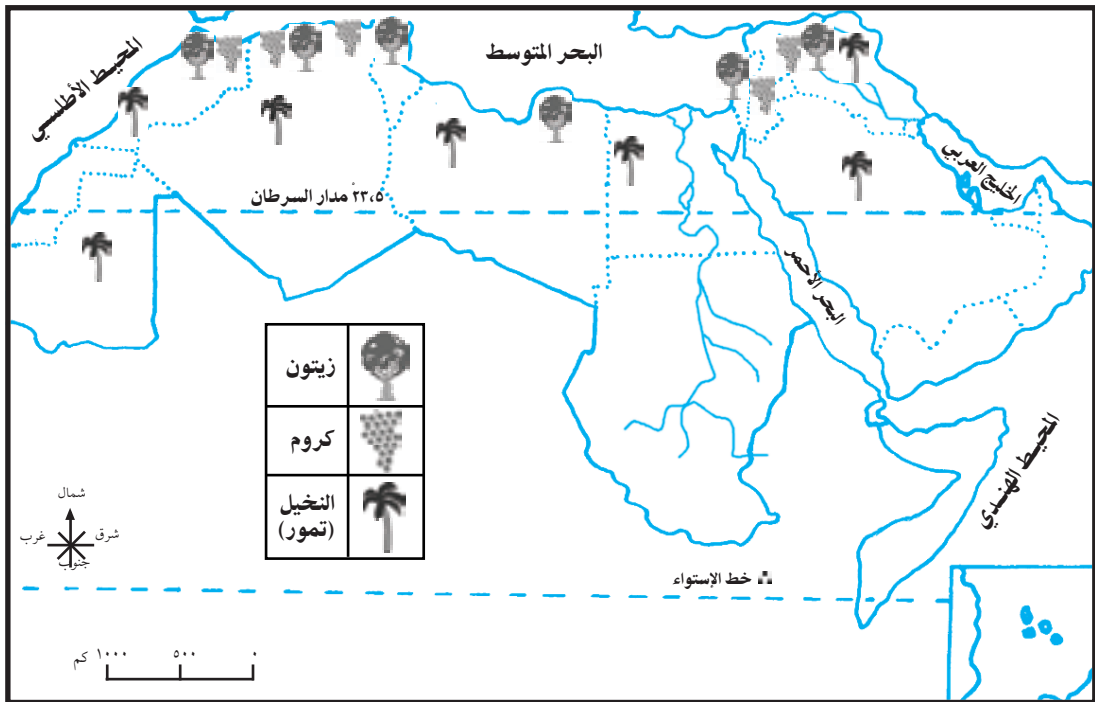 المحيط الأطلسي
البحر المتوسط
الخليج العربي
٢٣،٥ْ مدار السرطان
البحر الأحمر
المحيط الهندي
زيتون
كروم
النخيل
(تمور)
شمال
شرق
غرب
جنوب
خط الإستواء
٠
٥٠٠
١٠٠٠ كم